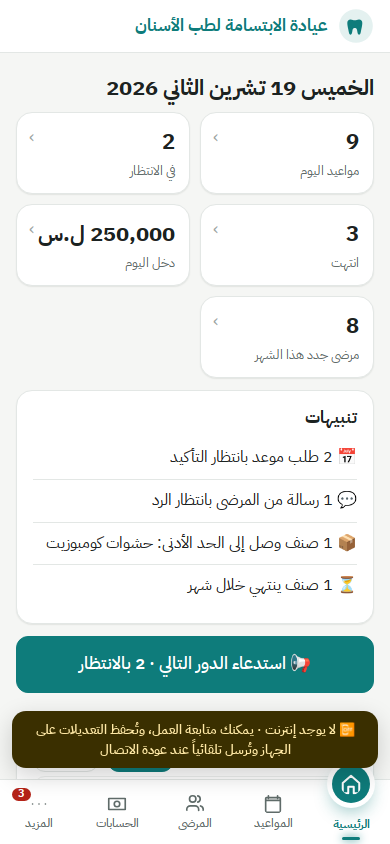 عيادة الابتسامة لطب الأسنان
الخميس 19 تشرين الثاني 2026
9
مواعيد اليوم
2
في الانتظار
3
انتهت
250,000 ل.س
دخل اليوم
8
مرضى جدد هذا الشهر
تنبيهات
📅 2 طلب موعد بانتظار التأكيد
💬 1 رسالة من المرضى بانتظار الرد
📦 1 صنف وصل إلى الحد الأدنى: حشوات كومبوزيت
⏳ 1 صنف ينتهي خلال شهر
📢 استدعاء الدور التالي · 2 بالانتظار
لا يوجد إنترنت · يمكنك متابعة العمل، وتُحفظ التعديلات على
الجهاز وتُرسل تلقائياً عند عودة الاتصال
الرئيسية
المواعيد
المرضى
الحسابات
3
المزيد